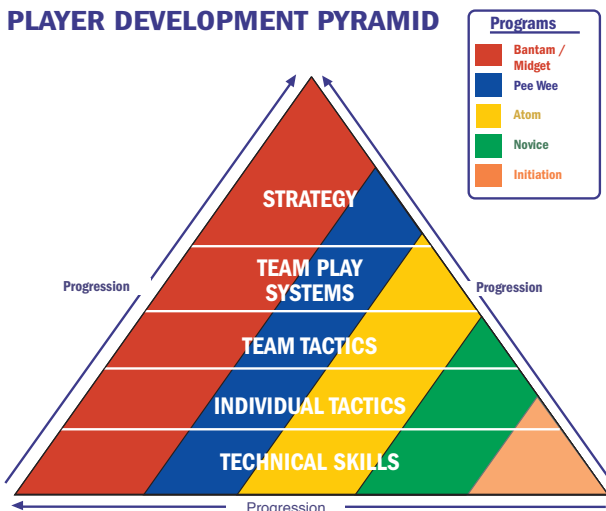 PLAYER DEVELOPMENT PYRAMID
Programs
Bantam /
Midget
Pee Wee
Atom
Novice
Initiation
STRATEGY
TEAM PLAY
SYSTEMS
Progression
Progression
TEAM TACTICS
INDIVIDUAL TACTICS
TECHNICAL SKILLS
Progression